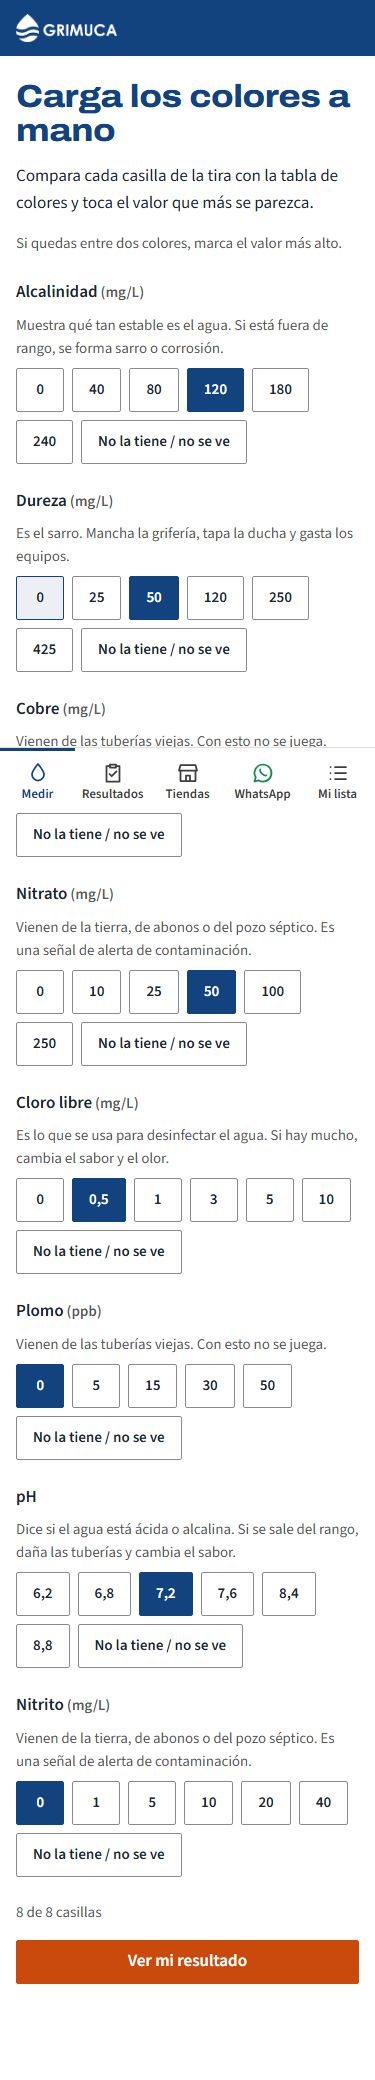 GRIMUCA
Carga los colores a
mano
Compara cada casilla de la tira con la tabla de
colores y toca el valor que más se parezca.
Si quedas entre dos colores, marca el valor más alto.
Alcalinidad (mg/L)
Muestra qué tan estable es el agua. Si está fuera de
rango, se forma sarro o corrosión.
0 40 80 120 180
240 No la tiene / no se ve
Dureza (mg/L)
Es el sarro. Mancha la grifería, tapa la ducha y gasta los
equipos.
0 25 50 120 250
425 No la tiene / no se ve
Cobre (mg/L)
Vienen de las tuberías viejas. Con esto no se juega.
Medir Resultados Tiendas WhatsApp Mi lista
No la tiene / no se ve
Nitrato (mg/L)
Vienen de la tierra, de abonos o del pozo séptico. Es
una señal de alerta de contaminación.
0 10 25 50 100
250 No la tiene / no se ve
Cloro libre (mg/L)
Es lo que se usa para desinfectar el agua. Si hay mucho,
cambia el sabor y el olor.
0 0,5 1 3 5 10
No la tiene / no se ve
Plomo (ppb)
Vienen de las tuberías viejas. Con esto no se juega.
0 5 15 30 50
No la tiene / no se ve
pH
Dice si el agua está ácida o alcalina. Si se sale del rango,
daña las tuberías y cambia el sabor.
6,2 6,8 7,2 7,6 8,4
8,8 No la tiene / no se ve
Nitrito (mg/L)
Vienen de la tierra, de abonos o del pozo séptico. Es
una señal de alerta de contaminación.
0 1 5 10 20 40
No la tiene / no se ve
8 de 8 casillas
Ver mi resultado